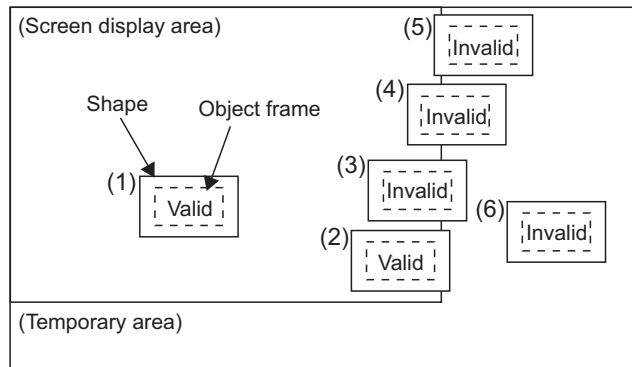 (Screen display area)
(5)
Invalid
(4)
Invalid
Shape
Object frame
(3)
Invalid
(1)
Valid
(6)
Invalid
(2)
Valid
(Temporary area)